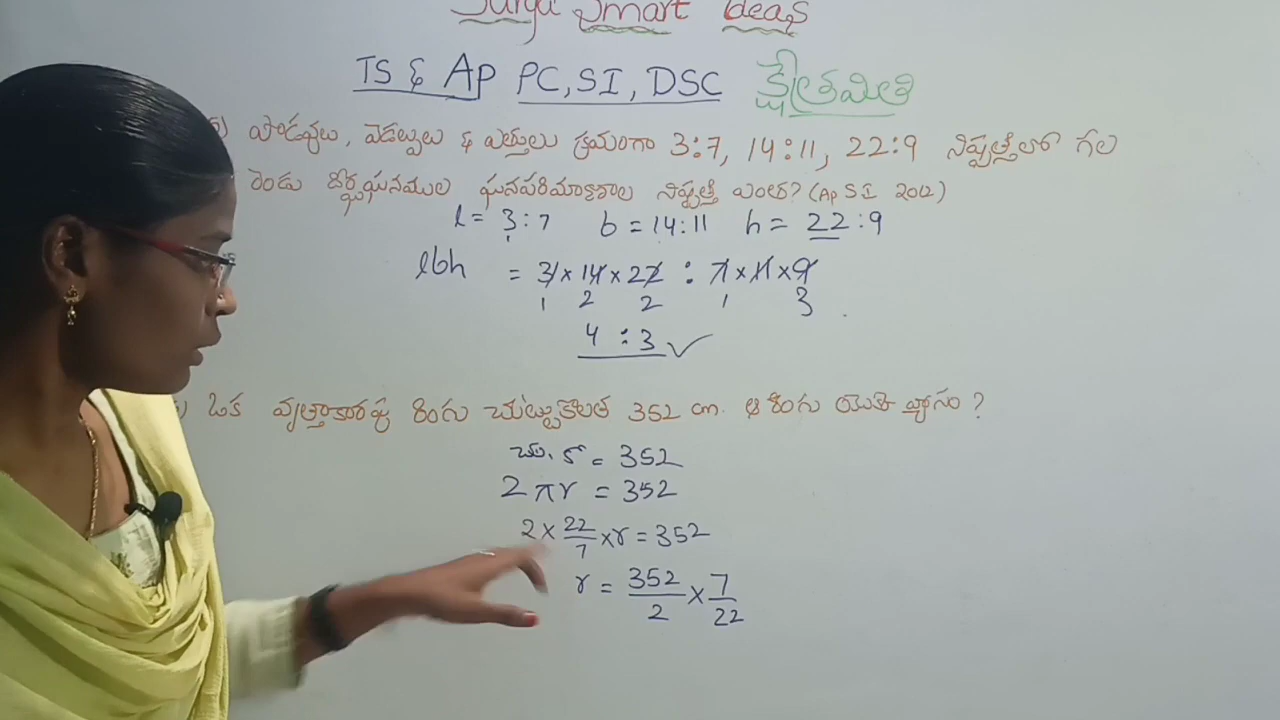 Surya Smart Ideas
TS & AP PC, SI, DSC క్షేత్రమితి
5) పొడవులు, వెడల్పులు & ఎత్తులు క్రమంగా 3:7, 14:11, 22:9 నిష్పత్తిలో గల
రెండు దీర్ఘఘనముల ఘనపరిమాణాల నిష్పత్తి ఎంత? (AP SI 2012)
l = 3:7 b = 14:11 h = 22:9
lbh = 3 × 14 × 22 : 7 × 11 × 9
1 2 2 1 3
4 : 3 ✓
ఒక వృత్తాకారపు రింగు చుట్టుకొలత 352 cm. ఆ రింగు యొక్క వ్యాసం ?
చు. కొ = 352
2πr = 352
2 × 22/7 × r = 352
r = 352/2 × 7/22